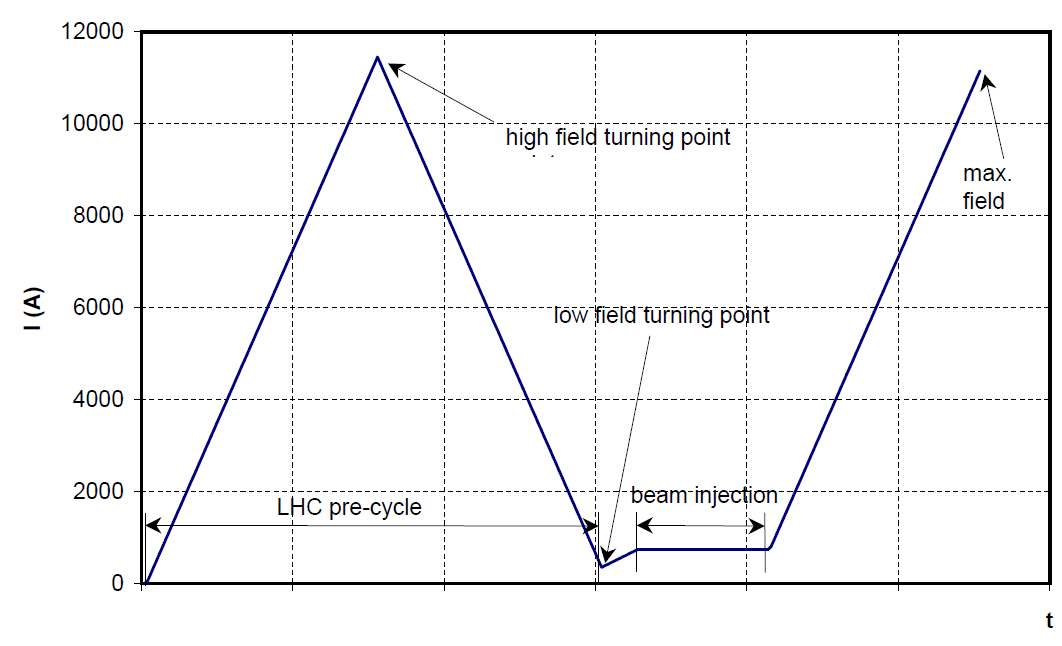 12000
10000
8000
6000
4000
2000
0
I (A)
high field turning point
max.
field
low field turning point
beam injection
LHC pre-cycle
t